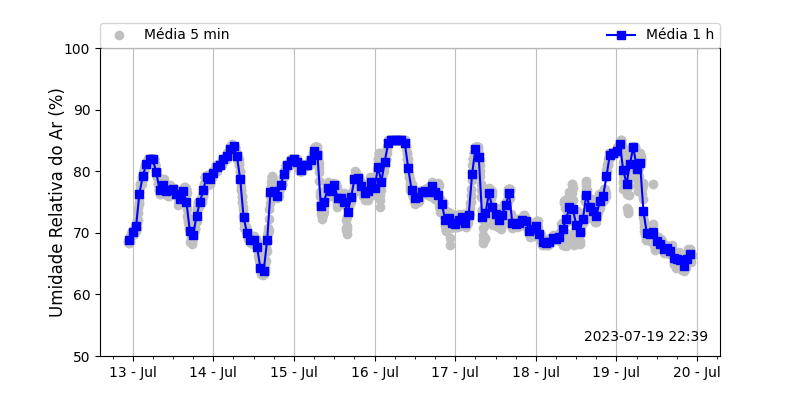 Média 5 min
Média 1 h
100
90
80
70
60
50
Umidade Relativa do Ar (%)
2023-07-19 22:39
13 - Jul
14 - Jul
15 - Jul
16 - Jul
17 - Jul
18 - Jul
19 - Jul
20 - Jul